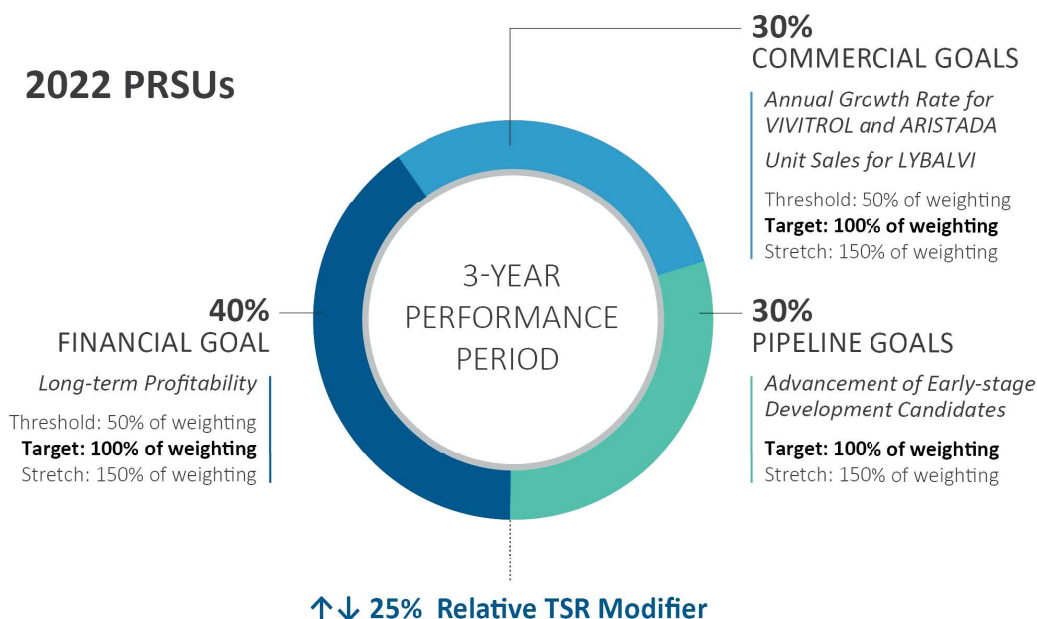 2022 PRSUs
30%
COMMERCIAL GOALS
Annual Growth Rate for
VIVITROL and ARISTADA
Unit Sales for LYBALVI
Threshold: 50% of weighting
Target: 100% of weighting
Stretch: 150% of weighting
3-YEAR
PERFORMANCE
PERIOD
40%
FINANCIAL GOAL
Long-term Profitability
Threshold: 50% of weighting
Target: 100% of weighting
Stretch: 150% of weighting
30%
PIPELINE GOALS
Advancement of Early-stage
Development Candidates
Target: 100% of weighting
Stretch: 150% of weighting
↑↓ 25% Relative TSR Modifier